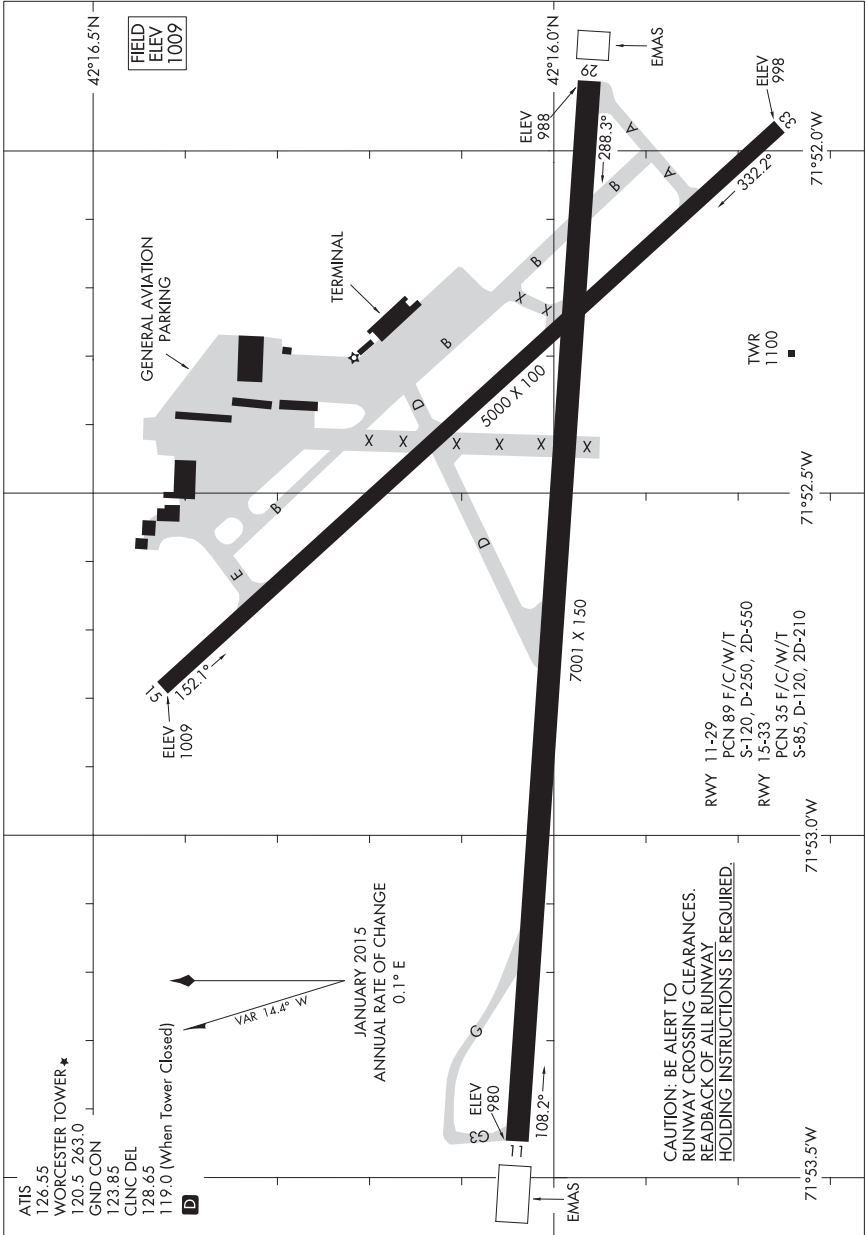 ATIS
126.55
WORCESTER TOWER
120.5 263.0
GND CON
123.85
CLNC DEL
128.65
119.0 (When Tower Closed)
D
VAR 14.4° W
JANUARY 2015
ANNUAL RATE OF CHANGE
0.1° E
FIELD
ELEV
1009
42°16.5'N
42°16.0'N
GENERAL AVIATION
PARKING
TERMINAL
ELEV
1009
15
152.1°
E
B
D
B
B
B
A
A
D
X
X
X
X
X
X
X
X
5000 X 100
7001 X 150
ELEV
988
29
288.3°
EMAS
ELEV
998
33
332.2°
TWR
1100
G
G3
ELEV
980
11
108.2°
EMAS
RWY 11-29
PCN 89 F/C/W/T
S-120, D-250, 2D-550
RWY 15-33
PCN 35 F/C/W/T
S-85, D-120, 2D-210
CAUTION: BE ALERT TO
RUNWAY CROSSING CLEARANCES.
READBACK OF ALL RUNWAY
HOLDING INSTRUCTIONS IS REQUIRED.
71°53.5'W
71°53.0'W
71°52.5'W
71°52.0'W